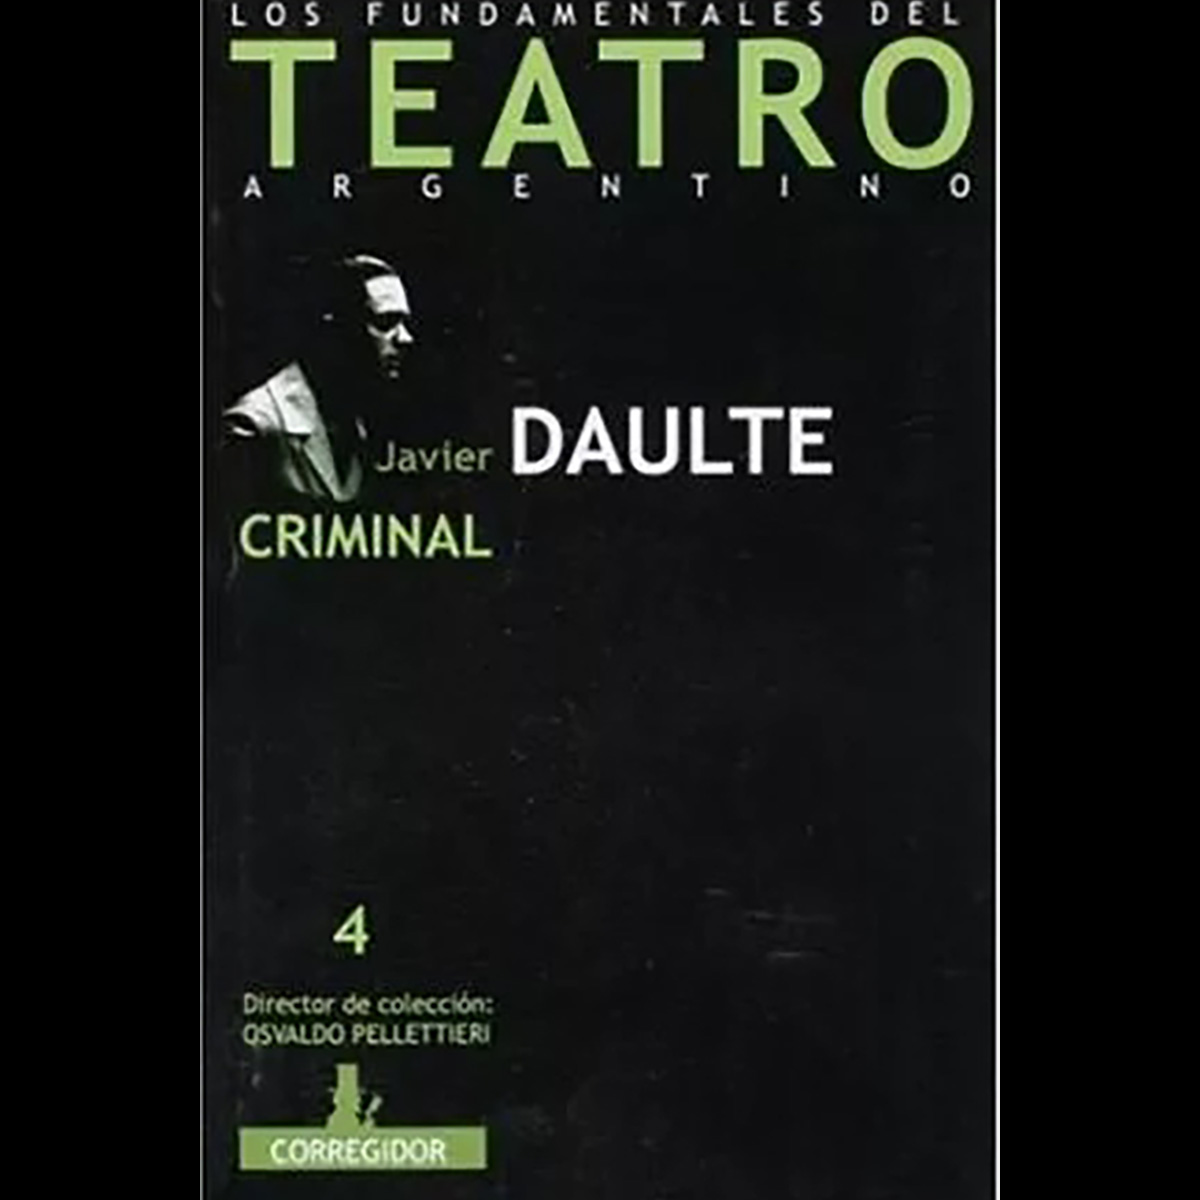 LOS FUNDAMENTALES DEL
TEATRO
ARGENTINO
Javier DAULTE
CRIMINAL
4
Director de colección:
OSVALDO PELLETTIERI
CORREGIDOR